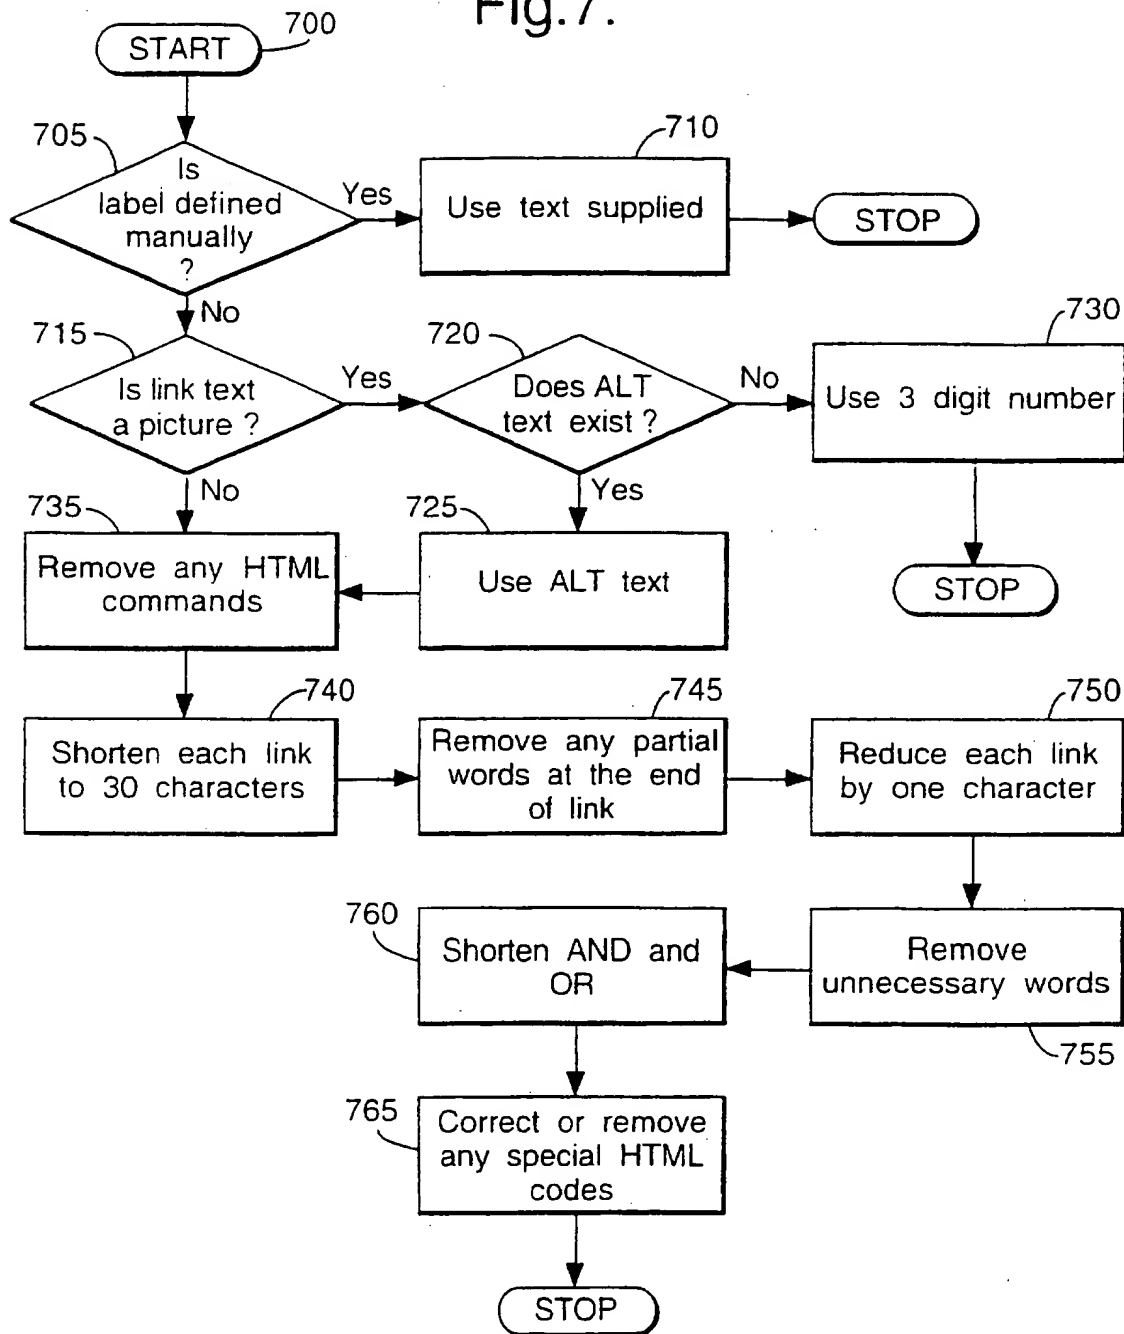 Fig.7.
START
700
705
Is
label defined
manually
?
Yes
710
Use text supplied
STOP
No
715
Is link text
a picture ?
Yes
720
Does ALT
text exist ?
No
730
Use 3 digit number
STOP
No
Yes
735
Remove any HTML
commands
725
Use ALT text
740
Shorten each link
to 30 characters
745
Remove any partial
words at the end
of link
750
Reduce each link
by one character
760
Shorten AND and
OR
Remove
unnecessary words
755
765
Correct or remove
any special HTML
codes
STOP